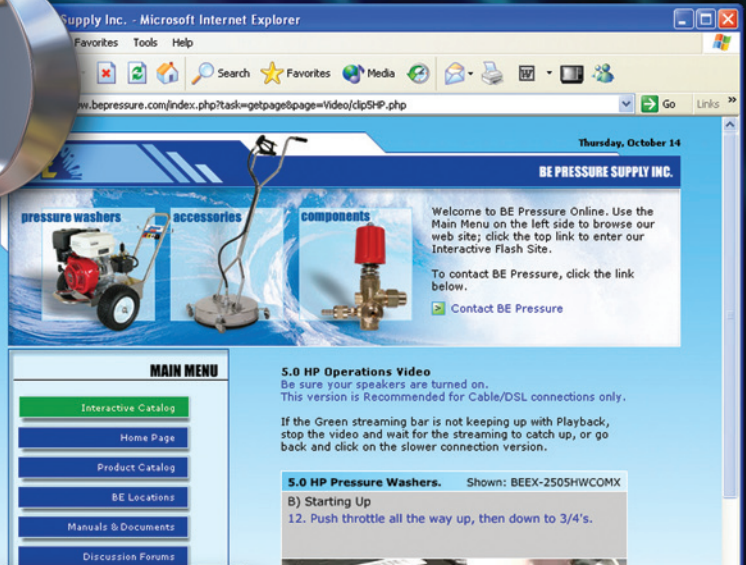 Supply Inc. - Microsoft Internet Explorer
Favorites Tools Help
Search Favorites Media
w.bepressure.com/index.php?task=getpage&page=Video/clip5HP.php
Go Links »
Thursday, October 14
BE PRESSURE SUPPLY INC.
pressure washers
accessories
components
Welcome to BE Pressure Online. Use the
Main Menu on the left side to browse our
web site; click the top link to enter our
Interactive Flash Site.
To contact BE Pressure, click the link
below.
Contact BE Pressure
MAIN MENU
Interactive Catalog
Home Page
Product Catalog
BE Locations
Manuals & Documents
Discussion Forums
5.0 HP Operations Video
Be sure your speakers are turned on.
This version is Recommended for Cable/DSL connections only.
If the Green streaming bar is not keeping up with Playback,
stop the video and wait for the streaming to catch up, or go
back and click on the slower connection version.
5.0 HP Pressure Washers. Shown: BEEX-2505HWCOMX
B) Starting Up
12. Push throttle all the way up, then down to 3/4's.